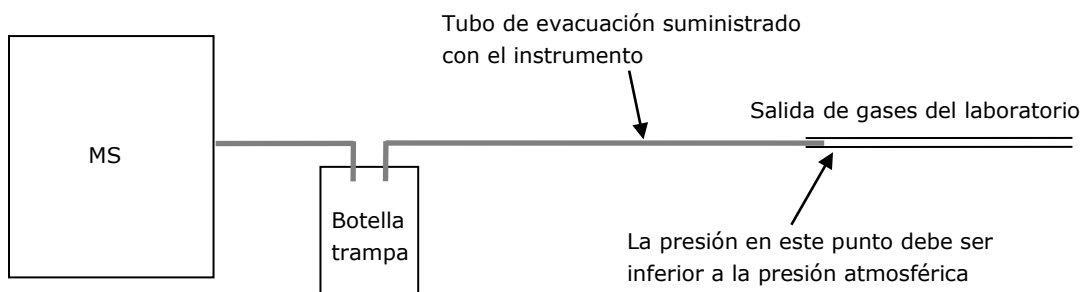 Tubo de evacuación suministrado
con el instrumento
Salida de gases del laboratorio
MS
Botella
trampa
La presión en este punto debe ser
inferior a la presión atmosférica